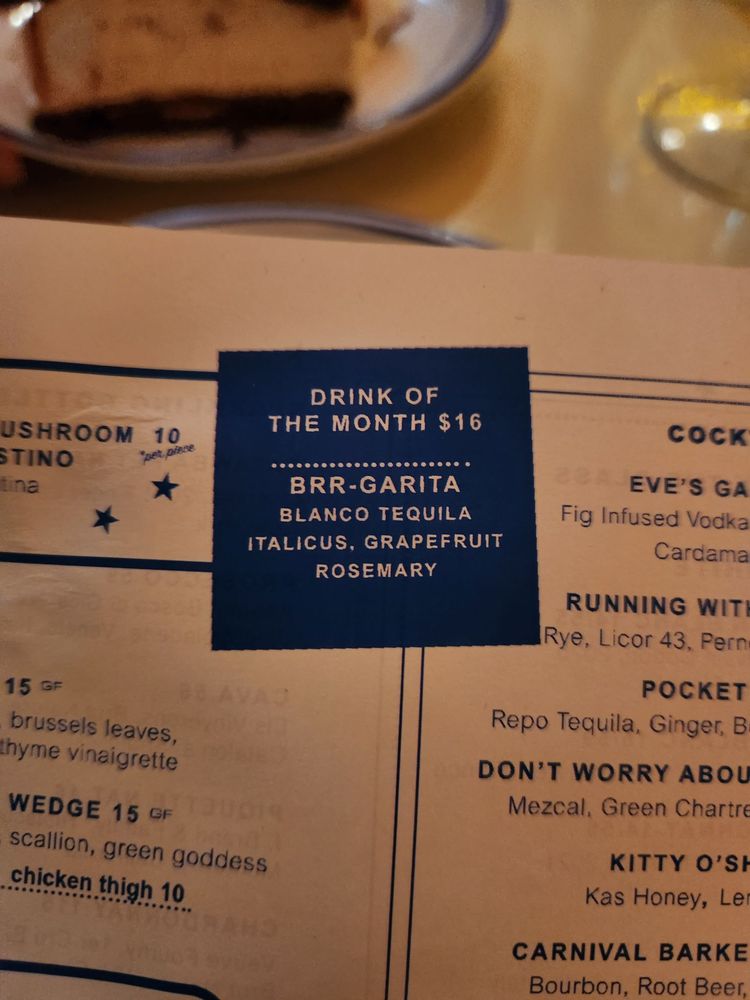 DRINK OF
THE MONTH $16
BRR-GARITA
BLANCO TEQUILA
ITALICUS, GRAPEFRUIT
ROSEMARY
USHROOM 10
*per piece
STINO
tina
15 GF
, brussels leaves,
thyme vinaigrette
WEDGE 15 GF
, scallion, green goddess
chicken thigh 10
COCK
EVE'S GA
Fig Infused Vodka
Cardama
RUNNING WITH
Rye, Licor 43, Pern
POCKET
Repo Tequila, Ginger, B
DON'T WORRY ABOU
Mezcal, Green Chartre
KITTY O'SH
Kas Honey, Le
CARNIVAL BARKE
Bourbon, Root Beer,